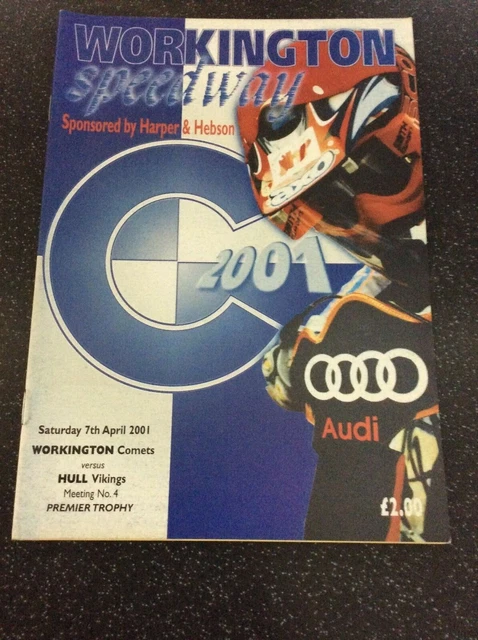 WORKINGTON
speedway
Sponsored by Harper & Hebson
2001
Audi
Saturday 7th April 2001
WORKINGTON Comets
versus
HULL Vikings
Meeting No. 4
PREMIER TROPHY
£2.00